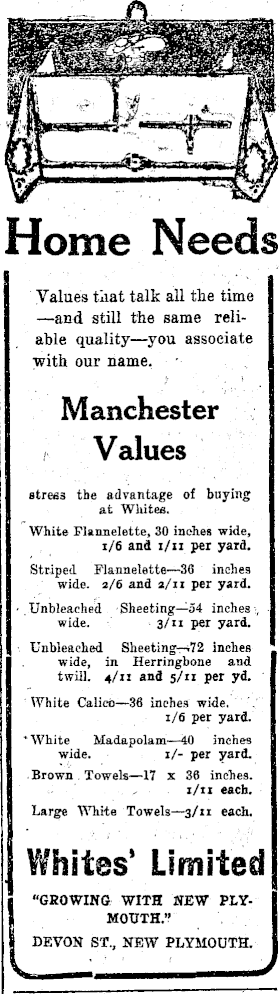 Home Needs
Values that talk all the time
—and still the same reli-
able quality—you associate
with our name.
Manchester
Values
stress the advantage of buying
at Whites.
White Flannelette, 30 inches wide,
1/6 and 1/11 per yard.
Striped Flannelette—36 inches
wide. 2/6 and 2/11 per yard.
Unbleached Sheeting—54 inches
wide. 3/11 per yard.
Unbleached Sheeting—72 inches
wide, in Herringbone and
twill. 4/11 and 5/11 per yd.
White Calico—36 inches wide.
1/6 per yard.
White Madapolam—40 inches
wide. 1/- per yard.
Brown Towels—17 x 36 inches.
1/11 each.
Large White Towels—3/11 each.
Whites' Limited
"GROWING WITH NEW PLY-
MOUTH."
DEVON ST., NEW PLYMOUTH.